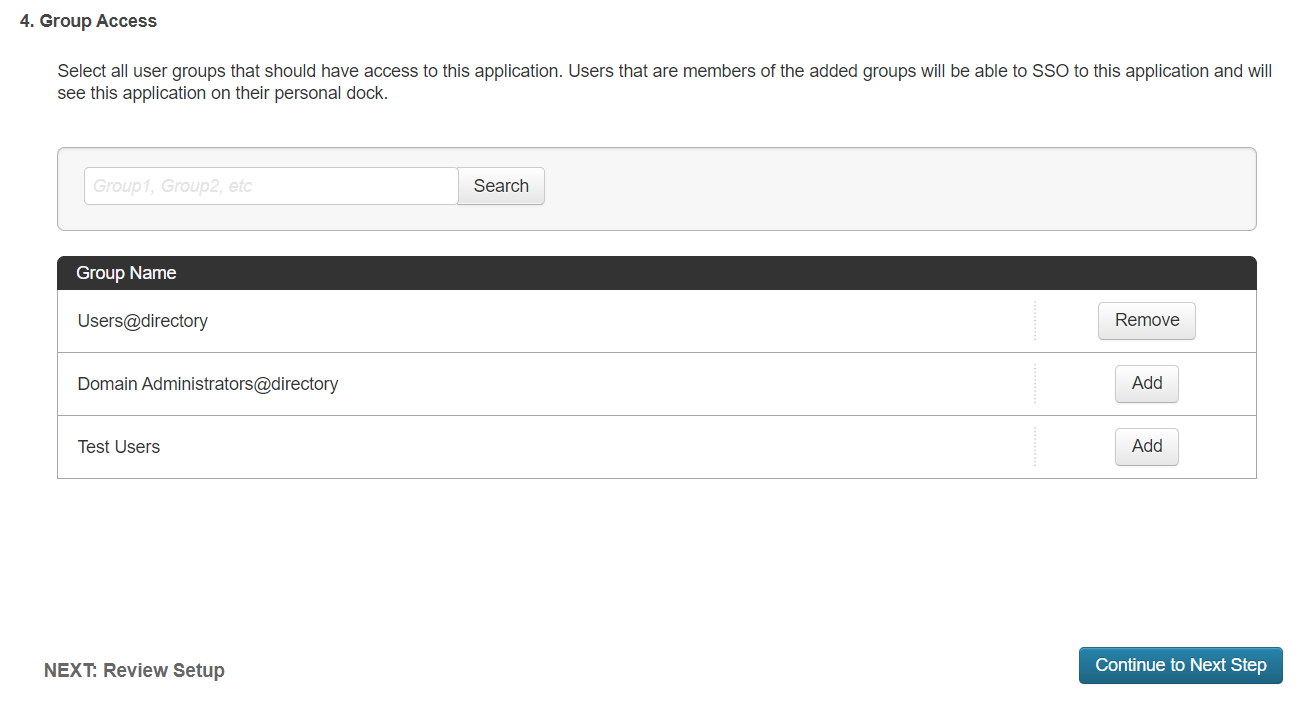 4. Group Access
Select all user groups that should have access to this application. Users that are members of the added groups will be able to SSO to this application and will
see this application on their personal dock.
Group1, Group2, etc
Search
Group Name
Users@directory
Remove
Domain Administrators@directory
Add
Test Users
Add
NEXT: Review Setup
Continue to Next Step